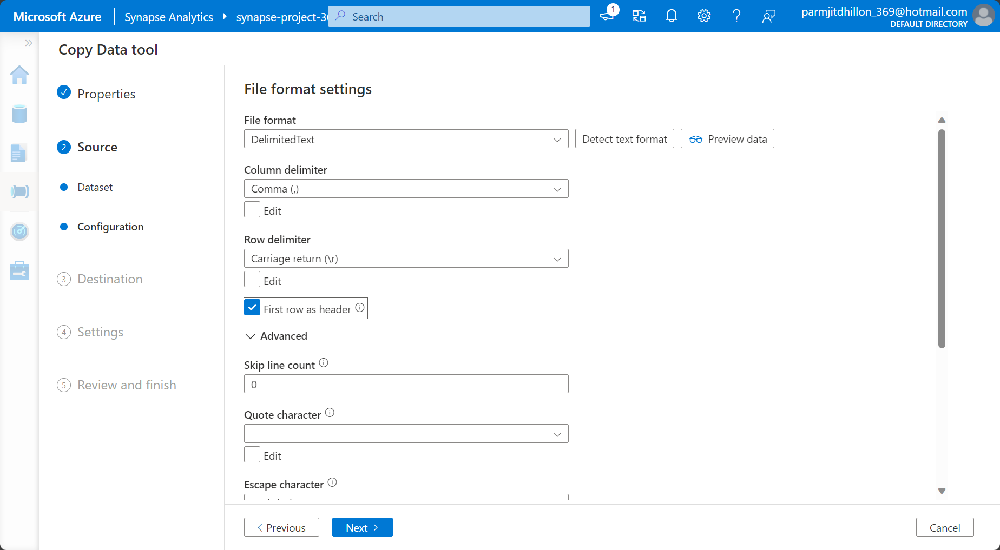 Microsoft Azure
Synapse Analytics
synapse-project-3
Search
1
parmjitdhillon_369@hotmail.com
DEFAULT DIRECTORY
Copy Data tool
Properties
2 Source
Dataset
Configuration
3 Destination
4 Settings
5 Review and finish
File format settings
File format
DelimitedText
Detect text format
Preview data
Column delimiter
Comma (,)
Edit
Row delimiter
Carriage return (\r)
Edit
First row as header
Advanced
Skip line count
0
Quote character
Edit
Escape character
Previous
Next
Cancel